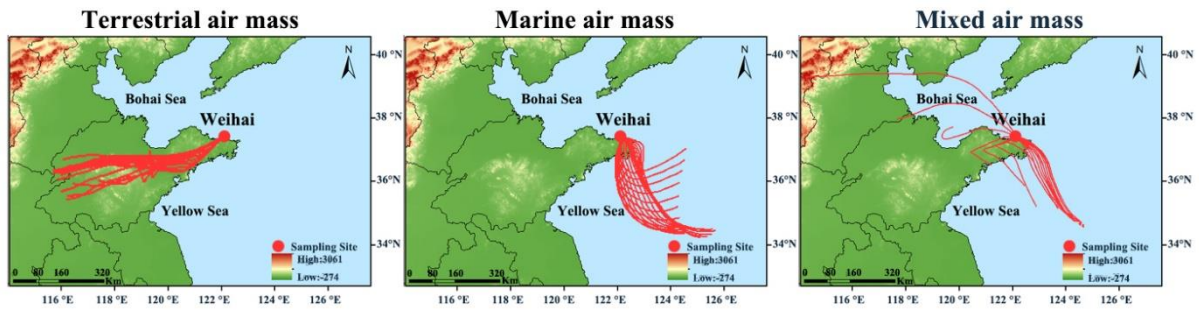 Terrestrial air mass
N
Bohai Sea
Weihai
Yellow Sea
Sampling Site
High:3061
Low:-274
0 80 160 320
Km
40 °N
38 °N
36 °N
34 °N
116 °E 118 °E 120 °E 122 °E 124 °E 126 °E
Marine air mass
N
Bohai Sea
Weihai
Yellow Sea
Sampling Site
High:3061
Low:-274
0 80 160 320
Km
40 °N
38 °N
36 °N
34 °N
116 °E 118 °E 120 °E 122 °E 124 °E 126 °E
Mixed air mass
N
Bohai Sea
Weihai
Yellow Sea
Sampling Site
High:3061
Low:-274
0 80 160 320
Km
40 °N
38 °N
36 °N
34 °N
116 °E 118 °E 120 °E 122 °E 124 °E 126 °E